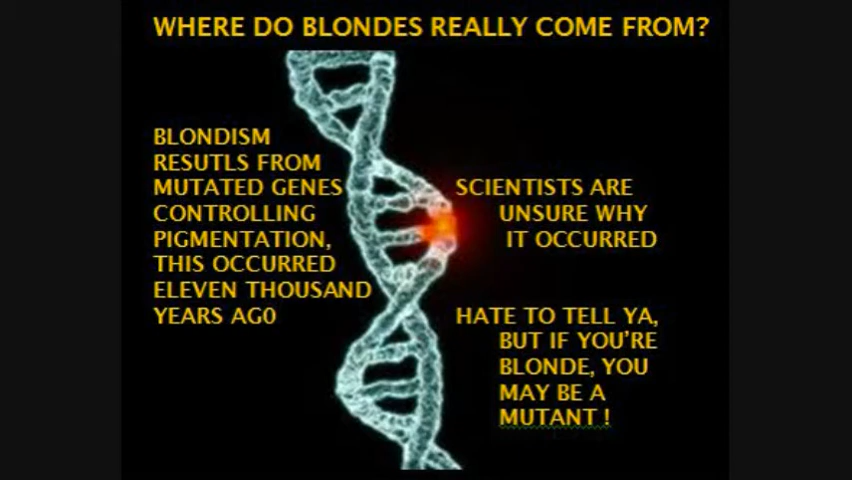 WHERE DO BLONDES REALLY COME FROM?
BLONDISM
RESUTLS FROM
MUTATED GENES
CONTROLLING
PIGMENTATION,
THIS OCCURRED
ELEVEN THOUSAND
YEARS AG0
SCIENTISTS ARE
UNSURE WHY
IT OCCURRED
HATE TO TELL YA,
BUT IF YOU'RE
BLONDE, YOU
MAY BE A
MUTANT !